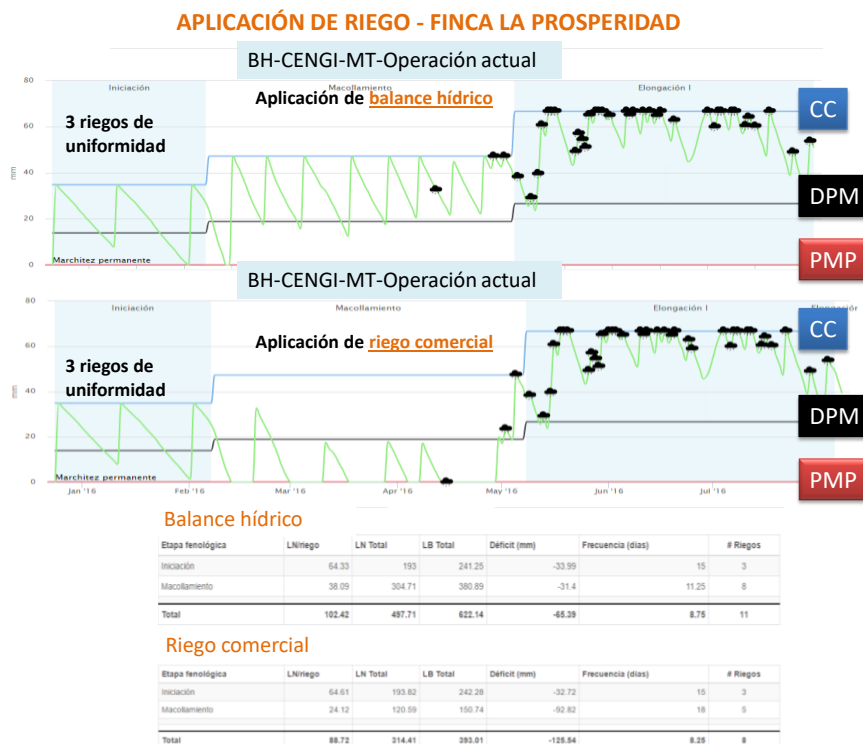 APLICACIÓN DE RIEGO - FINCA LA PROSPERIDAD
BH-CENGI-MT-Operación actual
80
60
40
20
0
mm
Iniciación
Macollamiento
Elongación I
3 riegos de
uniformidad
Aplicación de balance hídrico
Marchitez permanente
CC
DPM
PMP
BH-CENGI-MT-Operación actual
80
60
40
20
0
mm
Iniciación
Macollamiento
Elongación I
3 riegos de
uniformidad
Aplicación de riego comercial
Marchitez permanente
CC
DPM
PMP
Jan '16 Feb '16 Mar '16 Apr '16 May '16 Jun '16 Jul '16
Balance hídrico
Etapa fenológica LN/riego LN Total LB Total Déficit (mm) Frecuencia (días) # Riegos
Iniciación 64.33 193 241.25 -33.99 15 3
Macollamiento 38.09 304.71 380.89 -31.4 11.25 8
Total 102.42 497.71 622.14 -65.39 8.75 11
Riego comercial
Etapa fenológica LN/riego LN Total LB Total Déficit (mm) Frecuencia (días) # Riegos
Iniciación 64.61 193.82 242.28 -32.72 15 3
Macollamiento 24.12 120.59 150.74 -92.82 18 5
Total 88.72 314.41 393.01 -125.54 8.25 8